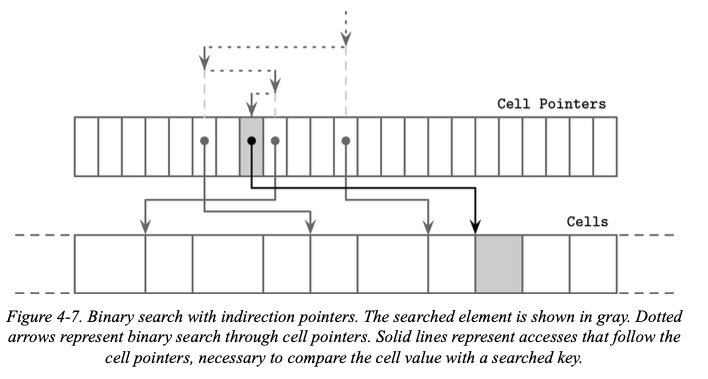 Cell Pointers
Cells
Figure 4-7. Binary search with indirection pointers. The searched element is shown in gray. Dotted
arrows represent binary search through cell pointers. Solid lines represent accesses that follow the
cell pointers, necessary to compare the cell value with a searched key.